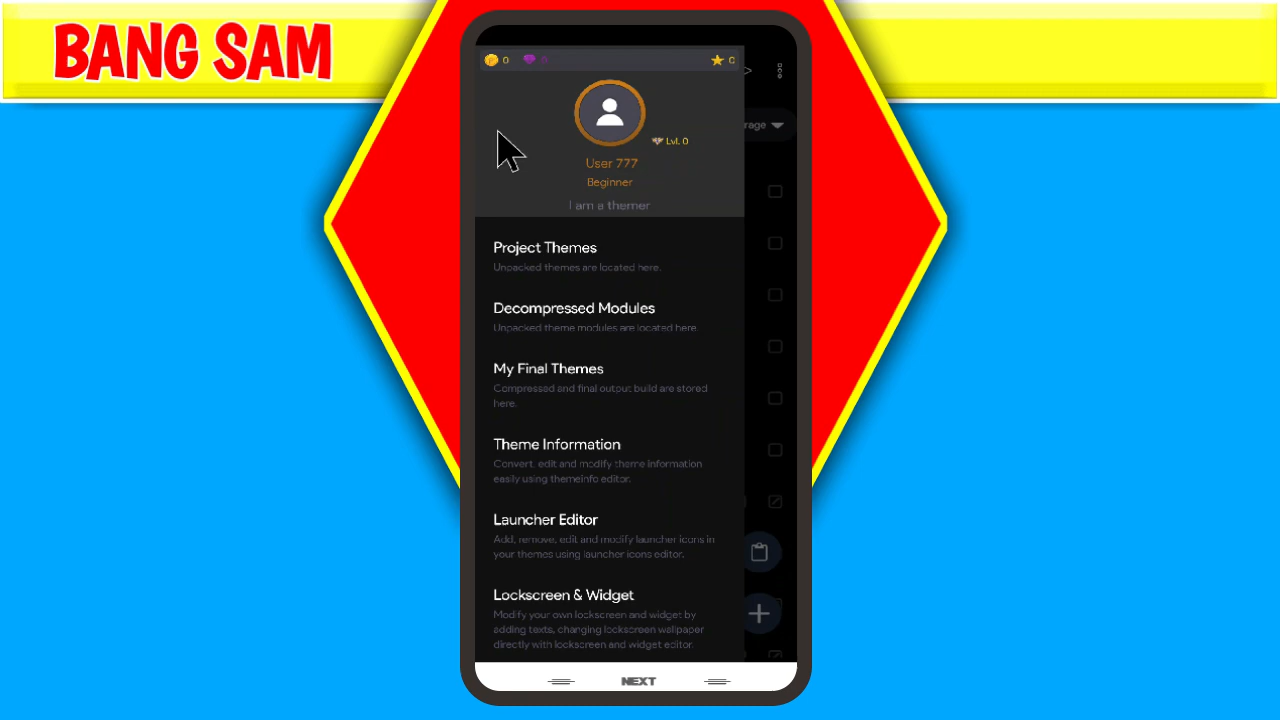 BANG SAM
0 0 0
rage
Lvl. 0
User 777
Beginner
I am a themer
Project Themes
Unpacked themes are located here.
Decompressed Modules
Unpacked theme modules are located here.
My Final Themes
Compressed and final output build are stored
here.
Theme Information
Convert, edit and modify theme information
easily using themeinfo editor.
Launcher Editor
Add, remove, edit and modify launcher icons in
your themes using launcher icons editor.
Lockscreen & Widget
Modify your own lockscreen and widget by
adding texts, changing lockscreen wallpaper
directly with lockscreen and widget editor.
NEXT